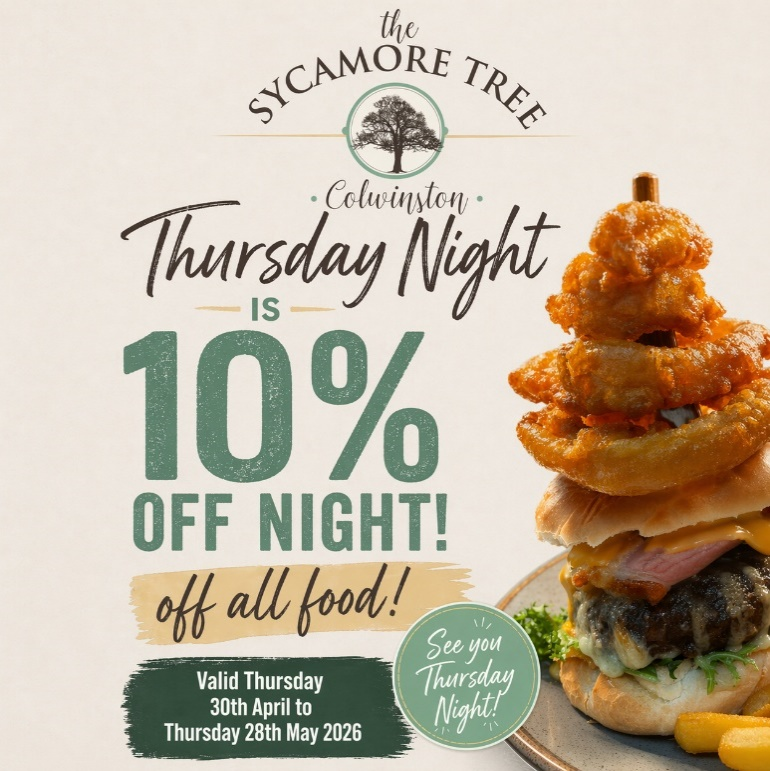 the
SYCAMORE TREE
Colwinston
Thursday Night
IS
10%
OFF NIGHT!
off all food!
Valid Thursday
30th April to
Thursday 28th May 2026
See you
Thursday
Night!